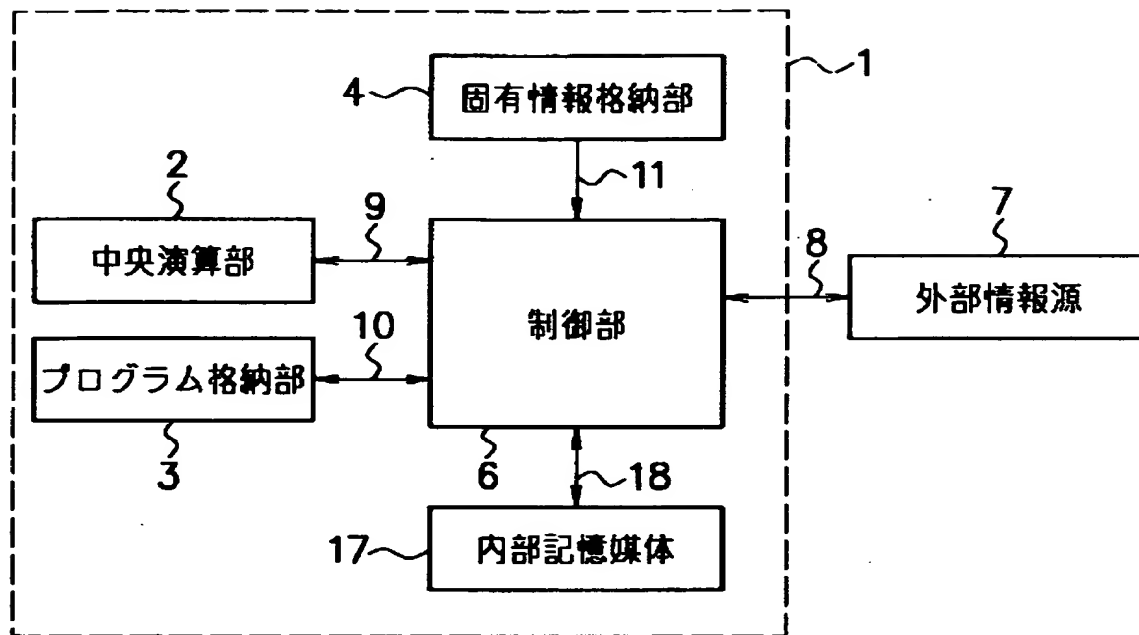 1
4
固有情報格納部
11
2
9
7
中央演算部
8
外部情報源
制御部
10
プログラム格納部
3
6
18
17
内部記憶媒体